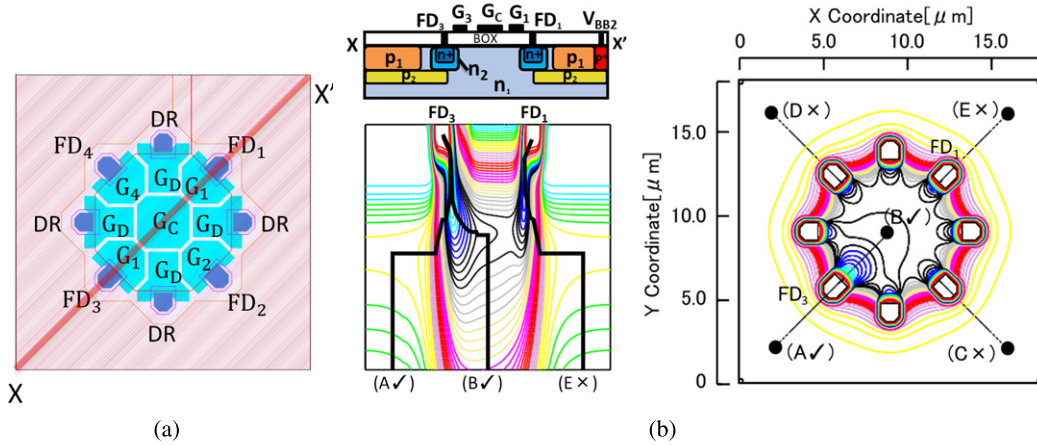 DR
FD4
FD1
X'
G4
GD
G1
DR
GD
GC
GD
DR
G1
GD
G2
FD3
FD2
DR
X
(a)
FD3 G3 GC G1 FD1 VBB2
X BOX X'
p1 n+ n+ p1 p+
p2 n2
n1
FD3 FD1
(A✓) (B✓) (E×)
(b)
X Coordinate[μm]
0 5.0 10.0 15.0
Y Coordinate[μm]
15.0
10.0
5.0
0
(D×) (E×)
FD1
(B✓)
FD3
(A✓) (C×)